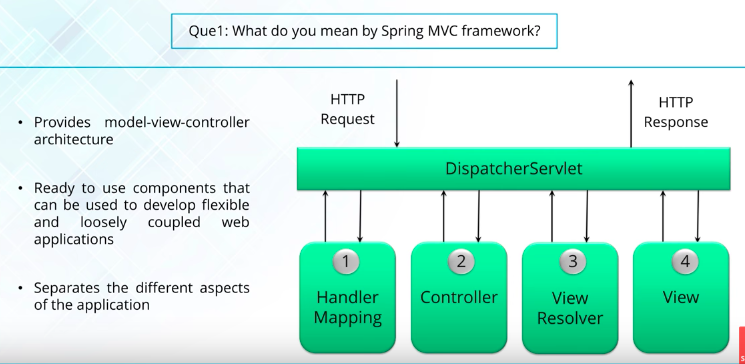 Que1: What do you mean by Spring MVC framework?
• Provides model-view-controller
architecture
• Ready to use components that
can be used to develop flexible
and loosely coupled web
applications
• Separates the different aspects
of the application
HTTP
Request
HTTP
Response
DispatcherServlet
1
Handler
Mapping
2
Controller
3
View
Resolver
4
View